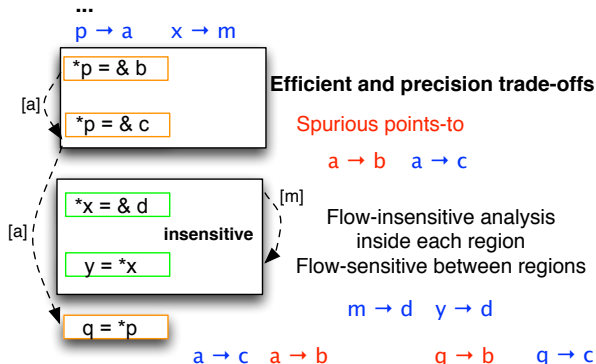 ...
p → a x → m
*p = & b
Efficient and precision trade-offs
[a]
*p = & c
Spurious points-to
a → b a → c
[m]
*x = & d
Flow-insensitive analysis
[a]
insensitive
inside each region
y = *x
Flow-sensitive between regions
m → d y → d
q = *p
a → c a → b q → b q → c